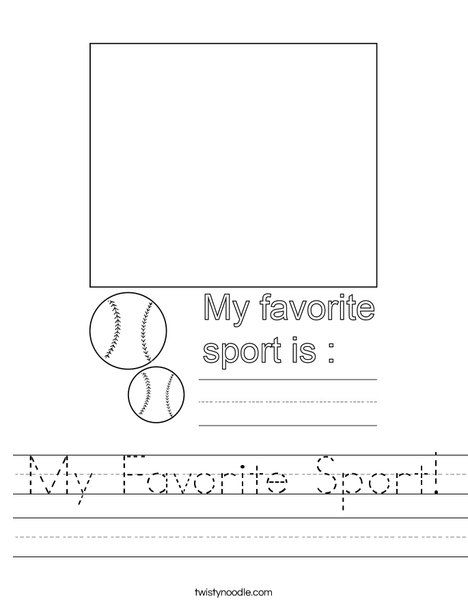 My favorite
sport is :
My Favorite Sport!
twistynoodle.com